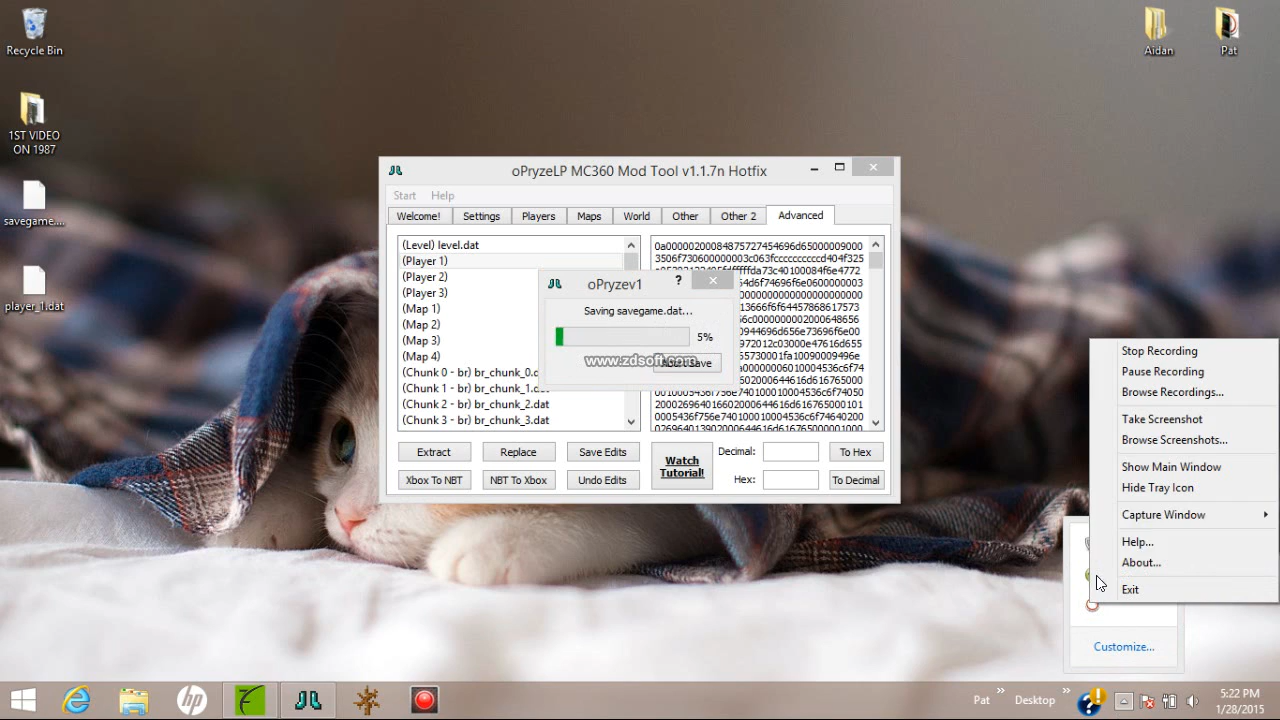 Recycle Bin
1ST VIDEO
ON 1987
savegame....
player_1.dat
Aidan
Pat
oPryzeLP MC360 Mod Tool v1.1.7n Hotfix
Start
Help
Welcome!
Settings
Players
Maps
World
Other
Other 2
Advanced
(Level) level.dat
(Player 1)
(Player 2)
(Player 3)
(Map 1)
(Map 2)
(Map 3)
(Map 4)
(Chunk 0 - br) br_chunk_0.d
(Chunk 1 - br) br_chunk_1.d
(Chunk 2 - br) br_chunk_2.dat
(Chunk 3 - br) br_chunk_3.dat
oPryzev1
?
Saving savegame.dat...
5%
www.zdsoft.com
Save
Extract
Replace
Save Edits
Xbox To NBT
NBT To Xbox
Undo Edits
Watch
Tutorial!
Decimal:
To Hex
Hex:
To Decimal
Stop Recording
Pause Recording
Browse Recordings...
Take Screenshot
Browse Screenshots...
Show Main Window
Hide Tray Icon
Capture Window
Help...
About...
Exit
Customize...
hp
Pat
Desktop
5:22 PM
1/28/2015